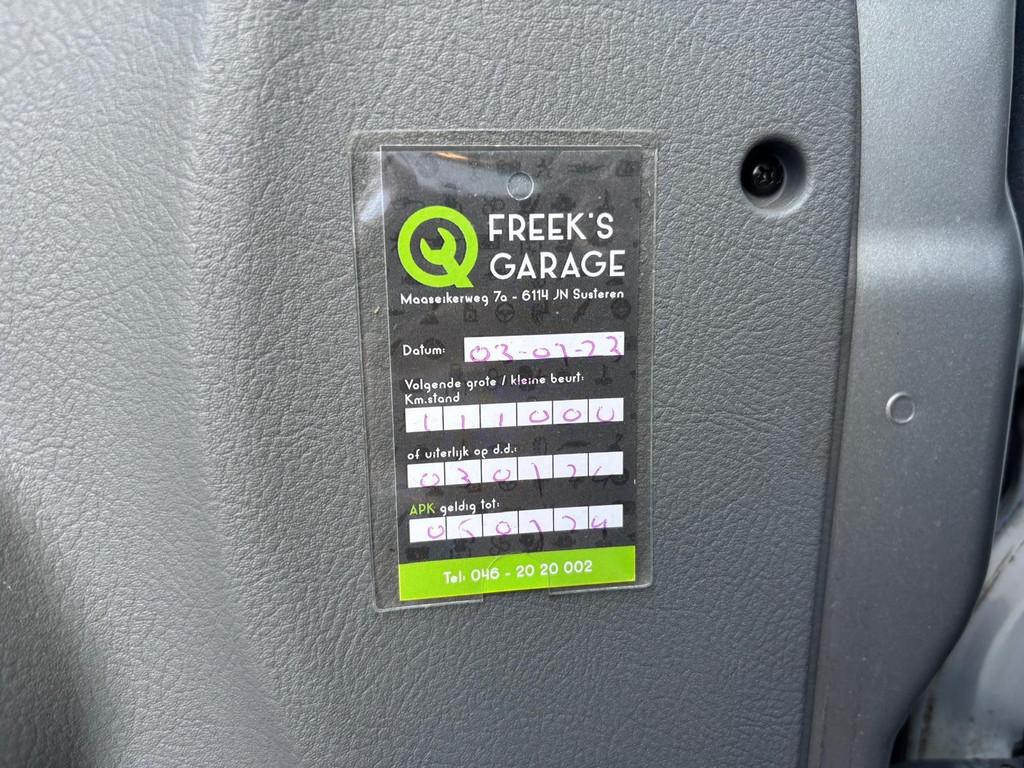 FREEK'S
GARAGE
Maaseikerweg 7a - 6114 JN Susteren
Datum: 03-07-23
Volgende grote / kleine beurt:
Km.stand
111000
of uiterlijk op d.d.:
030124
APK geldig tot:
050724
Tel: 046 - 20 20 002